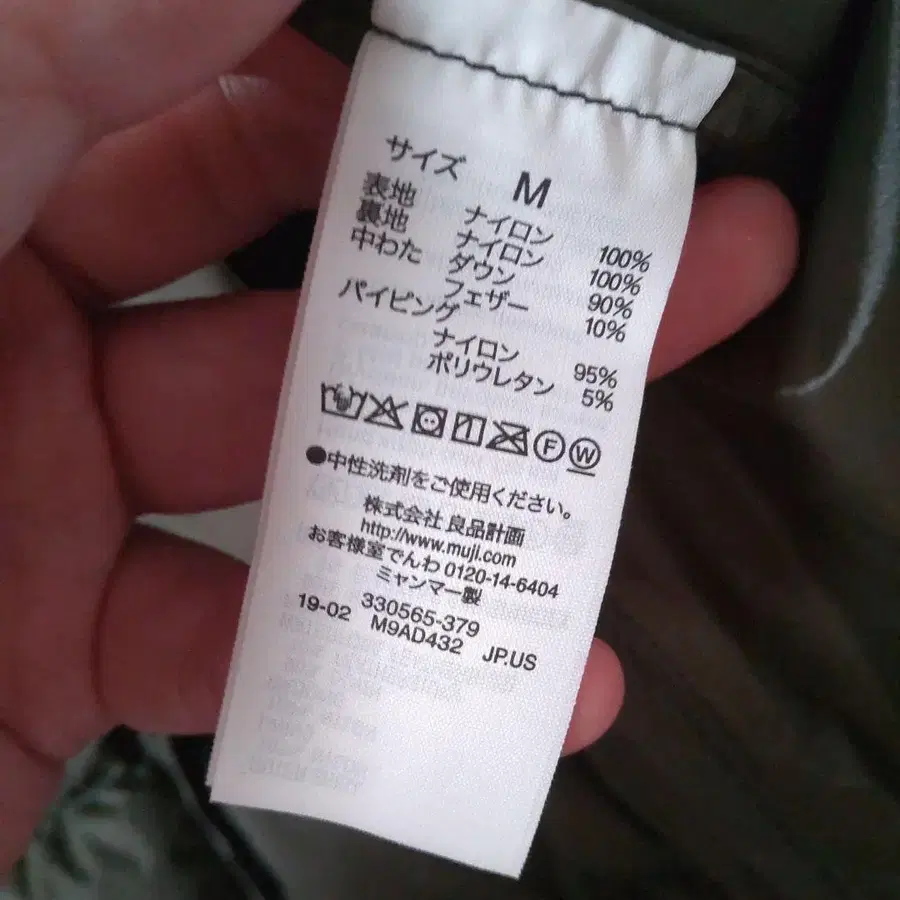 サイズ M
表地 ナイロン 100%
裏地 ナイロン 100%
中わた ダウン 90%
フェザー 10%
パイピング
ナイロン 95%
ポリウレタン 5%
F W
●中性洗剤をご使用ください。
株式会社 良品計画
http://www.muji.com
お客様室でんわ 0120-14-6404
ミャンマー製
330565-379
19-02 M9AD432 JP.US